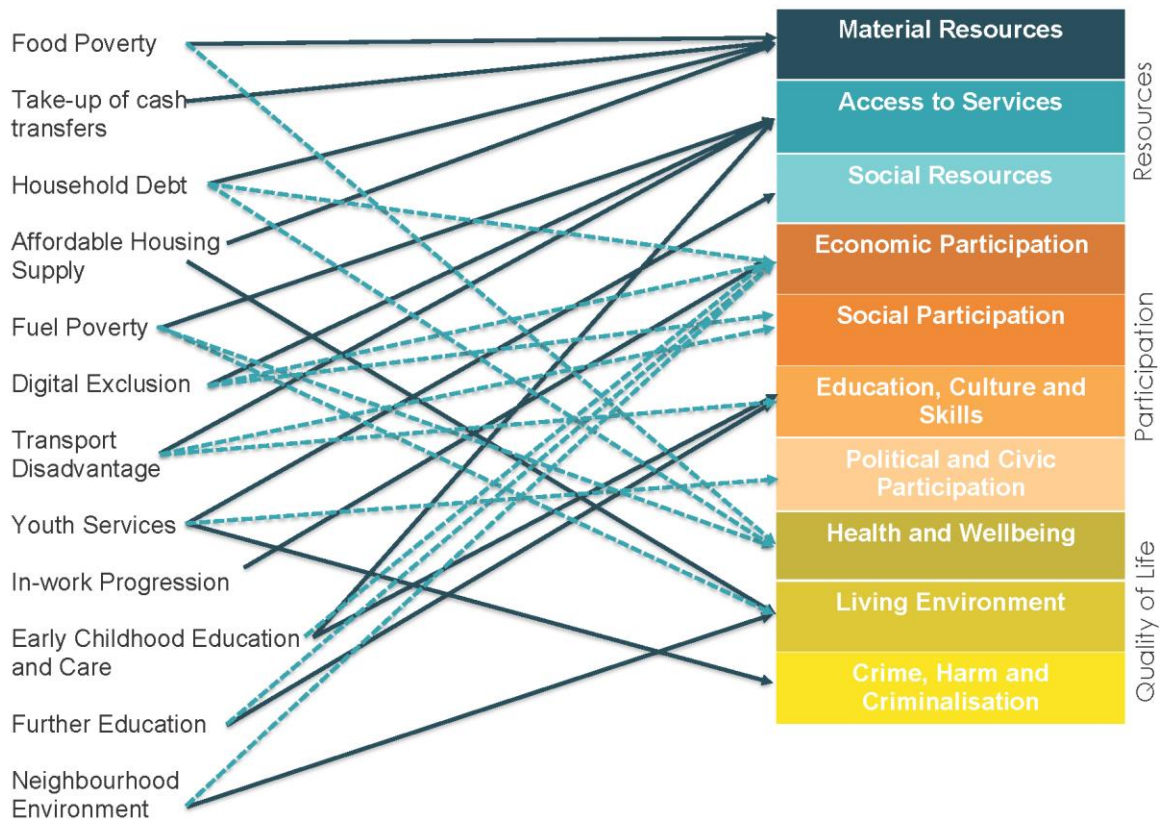 Food Poverty
Take-up of cash
transfers
Household Debt
Affordable Housing
Supply
Fuel Poverty
Digital Exclusion
Transport
Disadvantage
Youth Services
In-work Progression
Early Childhood Education
and Care
Further Education
Neighbourhood
Environment
Material Resources
Access to Services
Social Resources
Economic Participation
Social Participation
Education, Culture and
Skills
Political and Civic
Participation
Health and Wellbeing
Living Environment
Crime, Harm and
Criminalisation
Resources
Participation
Quality of Life